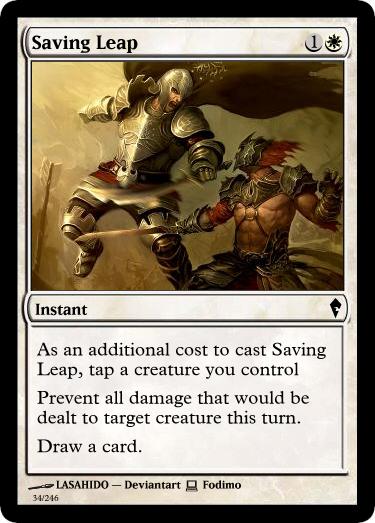 Saving Leap 1
Instant
As an additional cost to cast Saving
Leap, tap a creature you control
Prevent all damage that would be
dealt to target creature this turn.
Draw a card.
LASAHIDO — Deviantart Fodimo
34/246